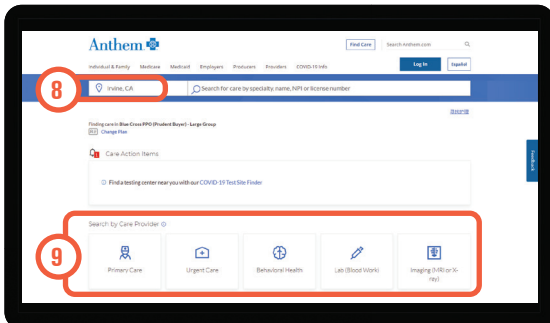 Anthem
Find Care
Search Anthem.com
Individual & Family Medicare Medicaid Employers Producers Providers COVID-19 Info
Log In
Español
8
Irvine, CA
Search for care by specialty, name, NPI or license number
Finding care in Blue Cross PPO (Prudent Buyer) - Large Group
Change Plan
Care Action Items
Find a testing center near you with our COVID-19 Test Site Finder
Feedback
9
Search by Care Provider
Primary Care
Urgent Care
Behavioral Health
Lab (Blood Work)
Imaging (MRI or X-
ray)